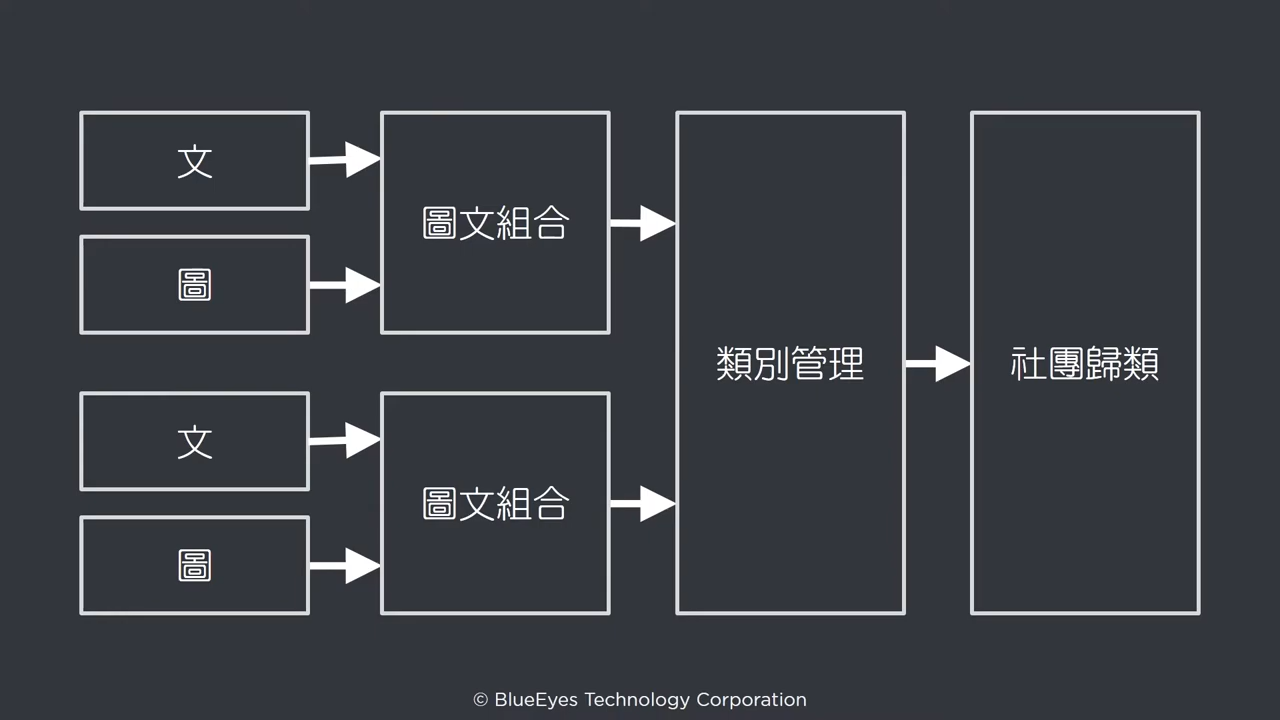 文
圖
圖文組合
文
圖
圖文組合
類別管理
社團歸類
© BlueEyes Technology Corporation